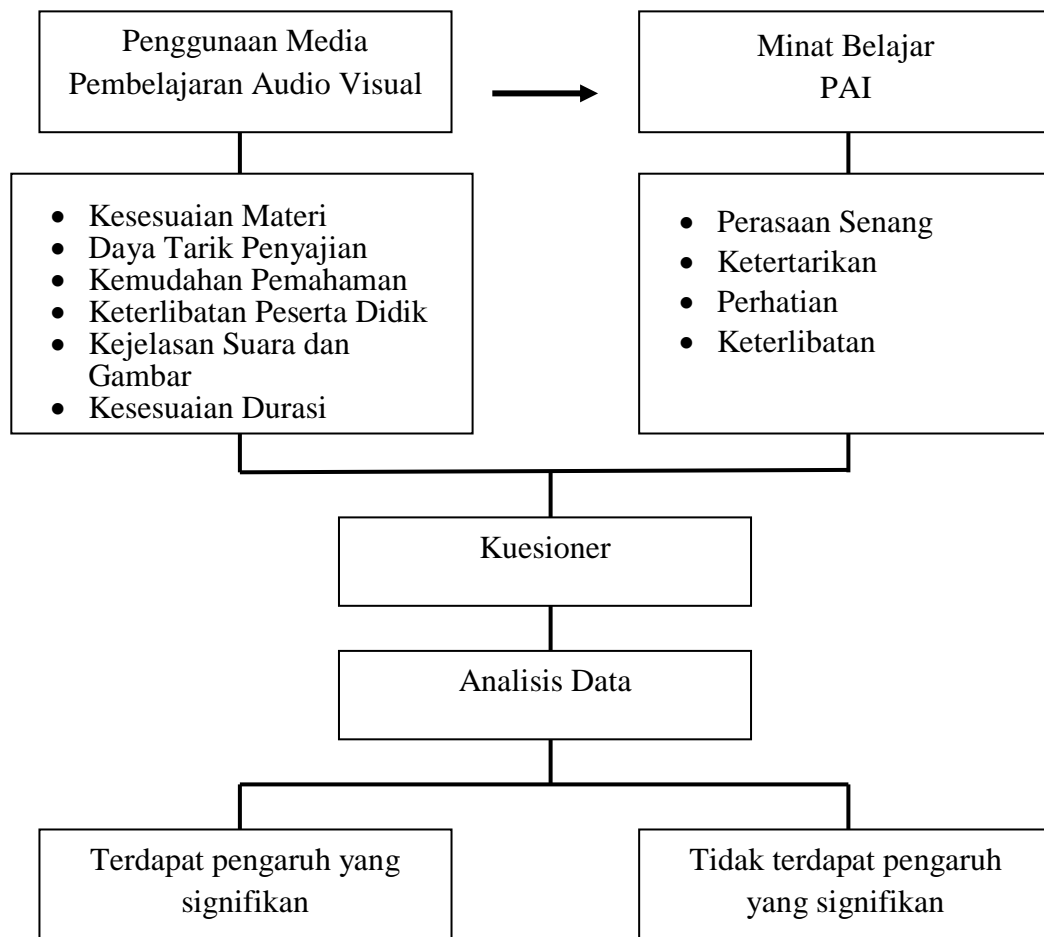 Penggunaan Media
Pembelajaran Audio Visual
Minat Belajar
PAI
• Kesesuaian Materi
• Daya Tarik Penyajian
• Kemudahan Pemahaman
• Keterlibatan Peserta Didik
• Kejelasan Suara dan
Gambar
• Kesesuaian Durasi
• Perasaan Senang
• Ketertarikan
• Perhatian
• Keterlibatan
Kuesioner
Analisis Data
Terdapat pengaruh yang
signifikan
Tidak terdapat pengaruh
yang signifikan